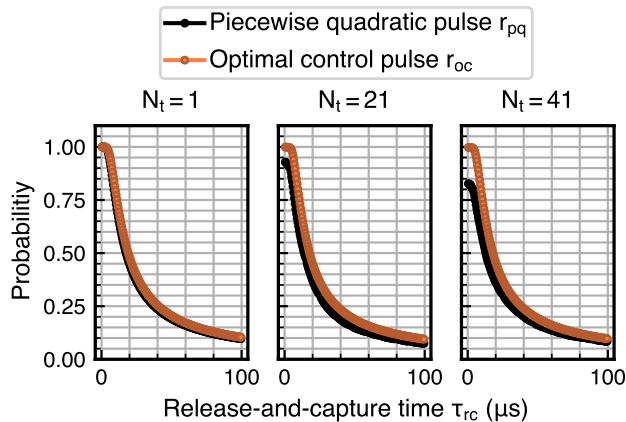 Piecewise quadratic pulse r_pq
Optimal control pulse r_oc
N_t = 1
N_t = 21
N_t = 41
1.00
0.75
0.50
0.25
0.00
Probabilitiy
0 100
0 100
0 100
Release-and-capture time τ_rc (μs)